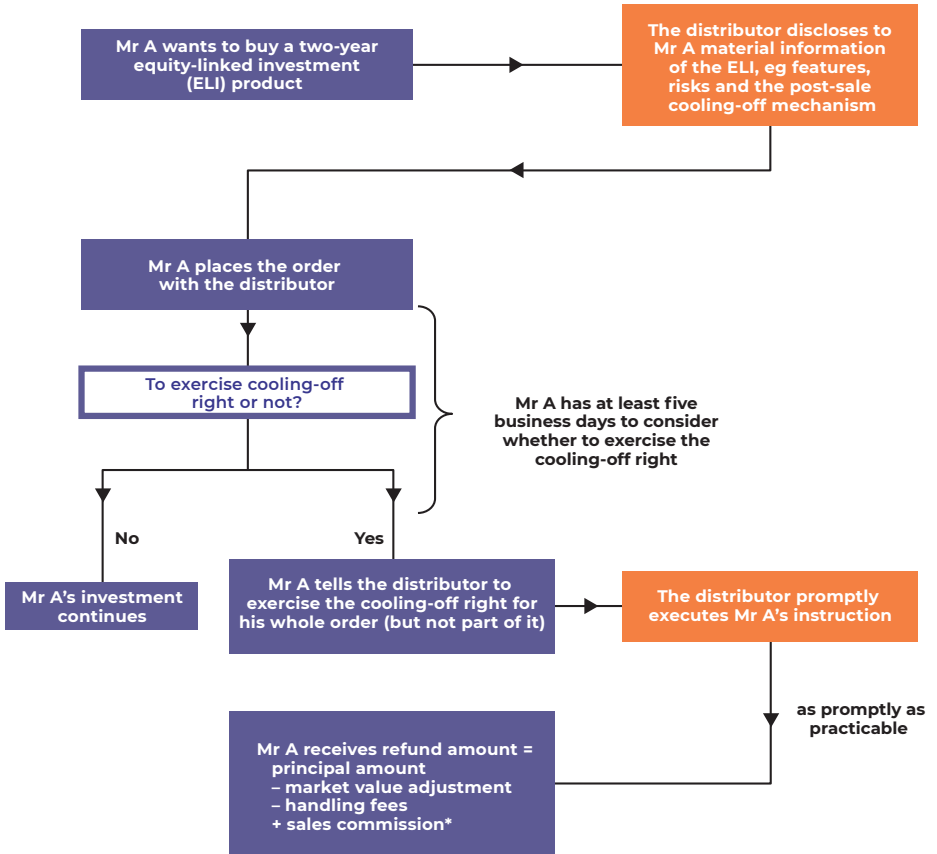 Mr A wants to buy a two-year
equity-linked investment
(ELI) product
The distributor discloses to
Mr A material information
of the ELI, eg features,
risks and the post-sale
cooling-off mechanism
Mr A places the order
with the distributor
To exercise cooling-off
right or not?
Mr A has at least five
business days to consider
whether to exercise the
cooling-off right
No
Yes
Mr A’s investment
continues
Mr A tells the distributor to
exercise the cooling-off right for
his whole order (but not part of it)
The distributor promptly
executes Mr A’s instruction
as promptly as
practicable
Mr A receives refund amount =
principal amount
– market value adjustment
– handling fees
+ sales commission*